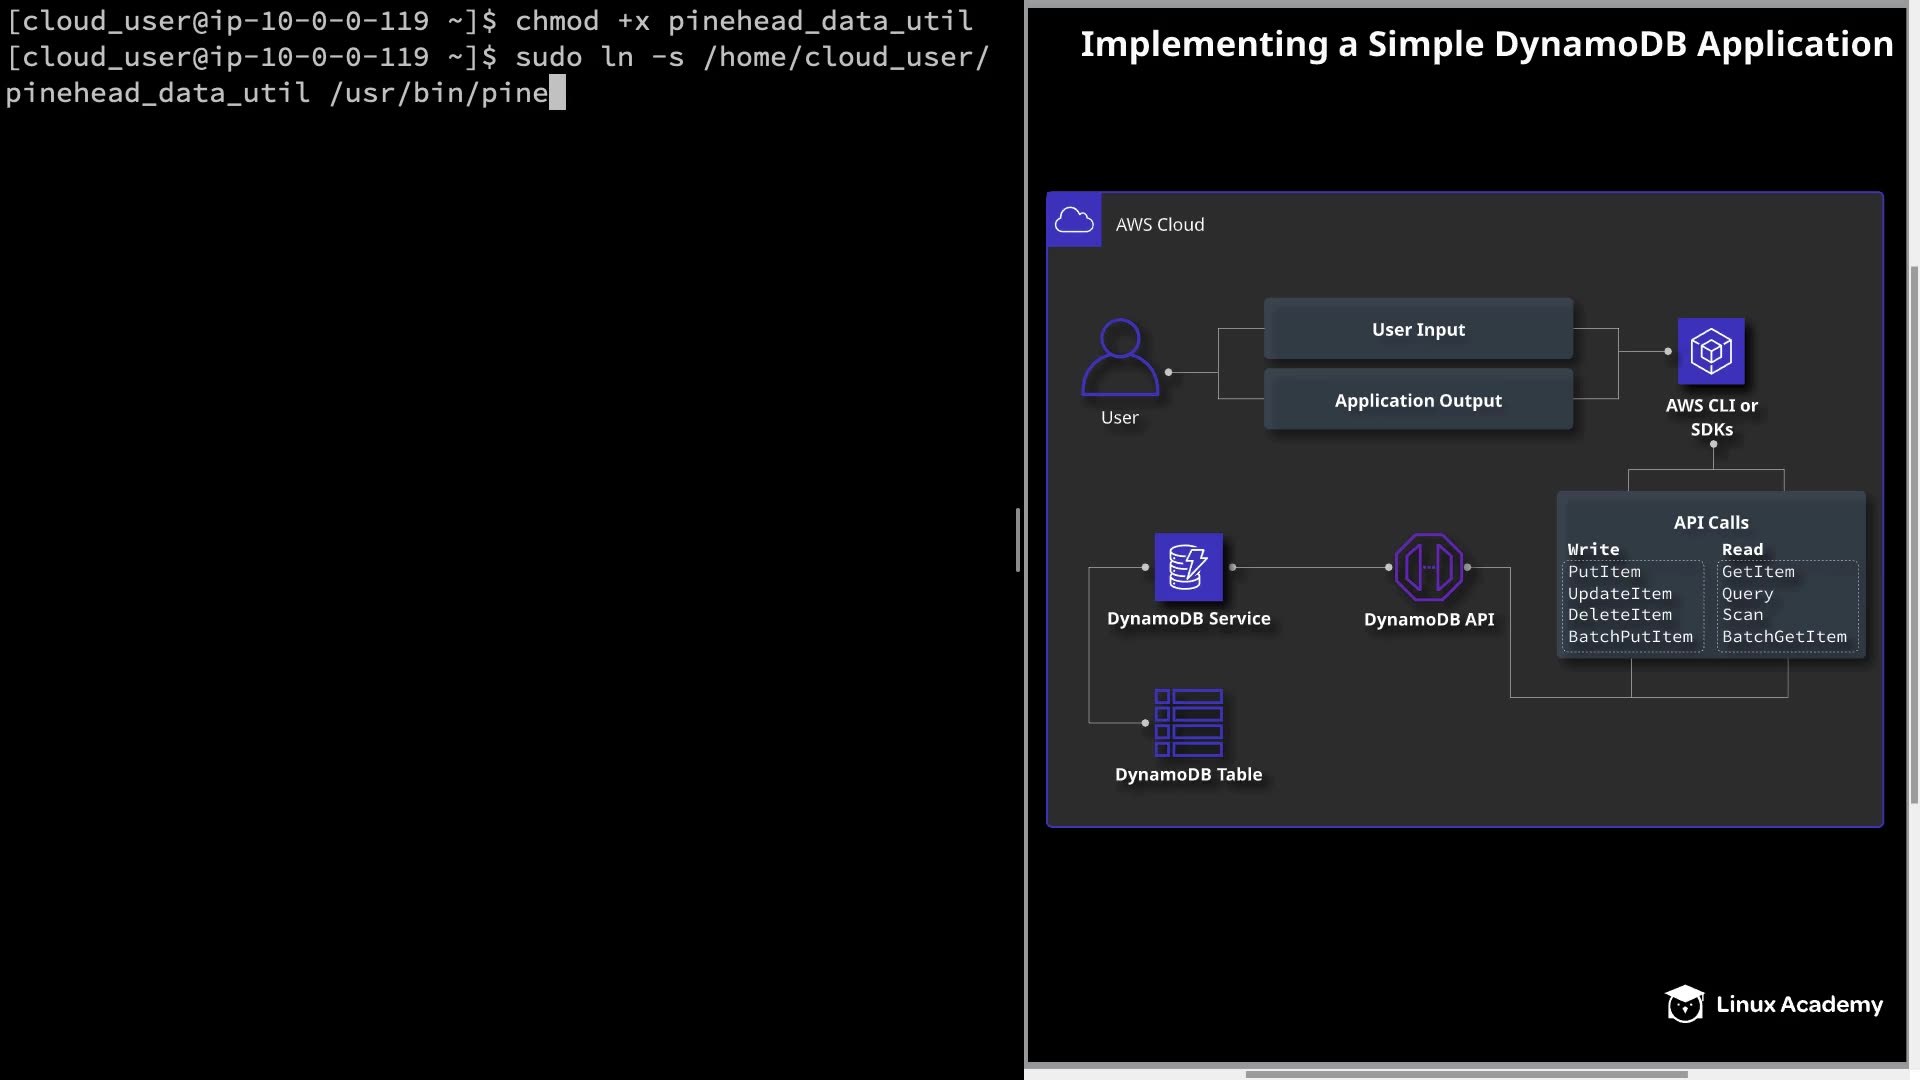 [cloud_user@ip-10-0-0-119 ~]$ chmod +x pinehead_data_util
[cloud_user@ip-10-0-0-119 ~]$ sudo ln -s /home/cloud_user/
pinehead_data_util /usr/bin/pine
Implementing a Simple DynamoDB Application
AWS Cloud
User Input
Application Output
User
AWS CLI or
SDKs
API Calls
Write Read
PutItem GetItem
UpdateItem Query
DeleteItem Scan
BatchPutItem BatchGetItem
DynamoDB Service
DynamoDB API
DynamoDB Table
Linux Academy